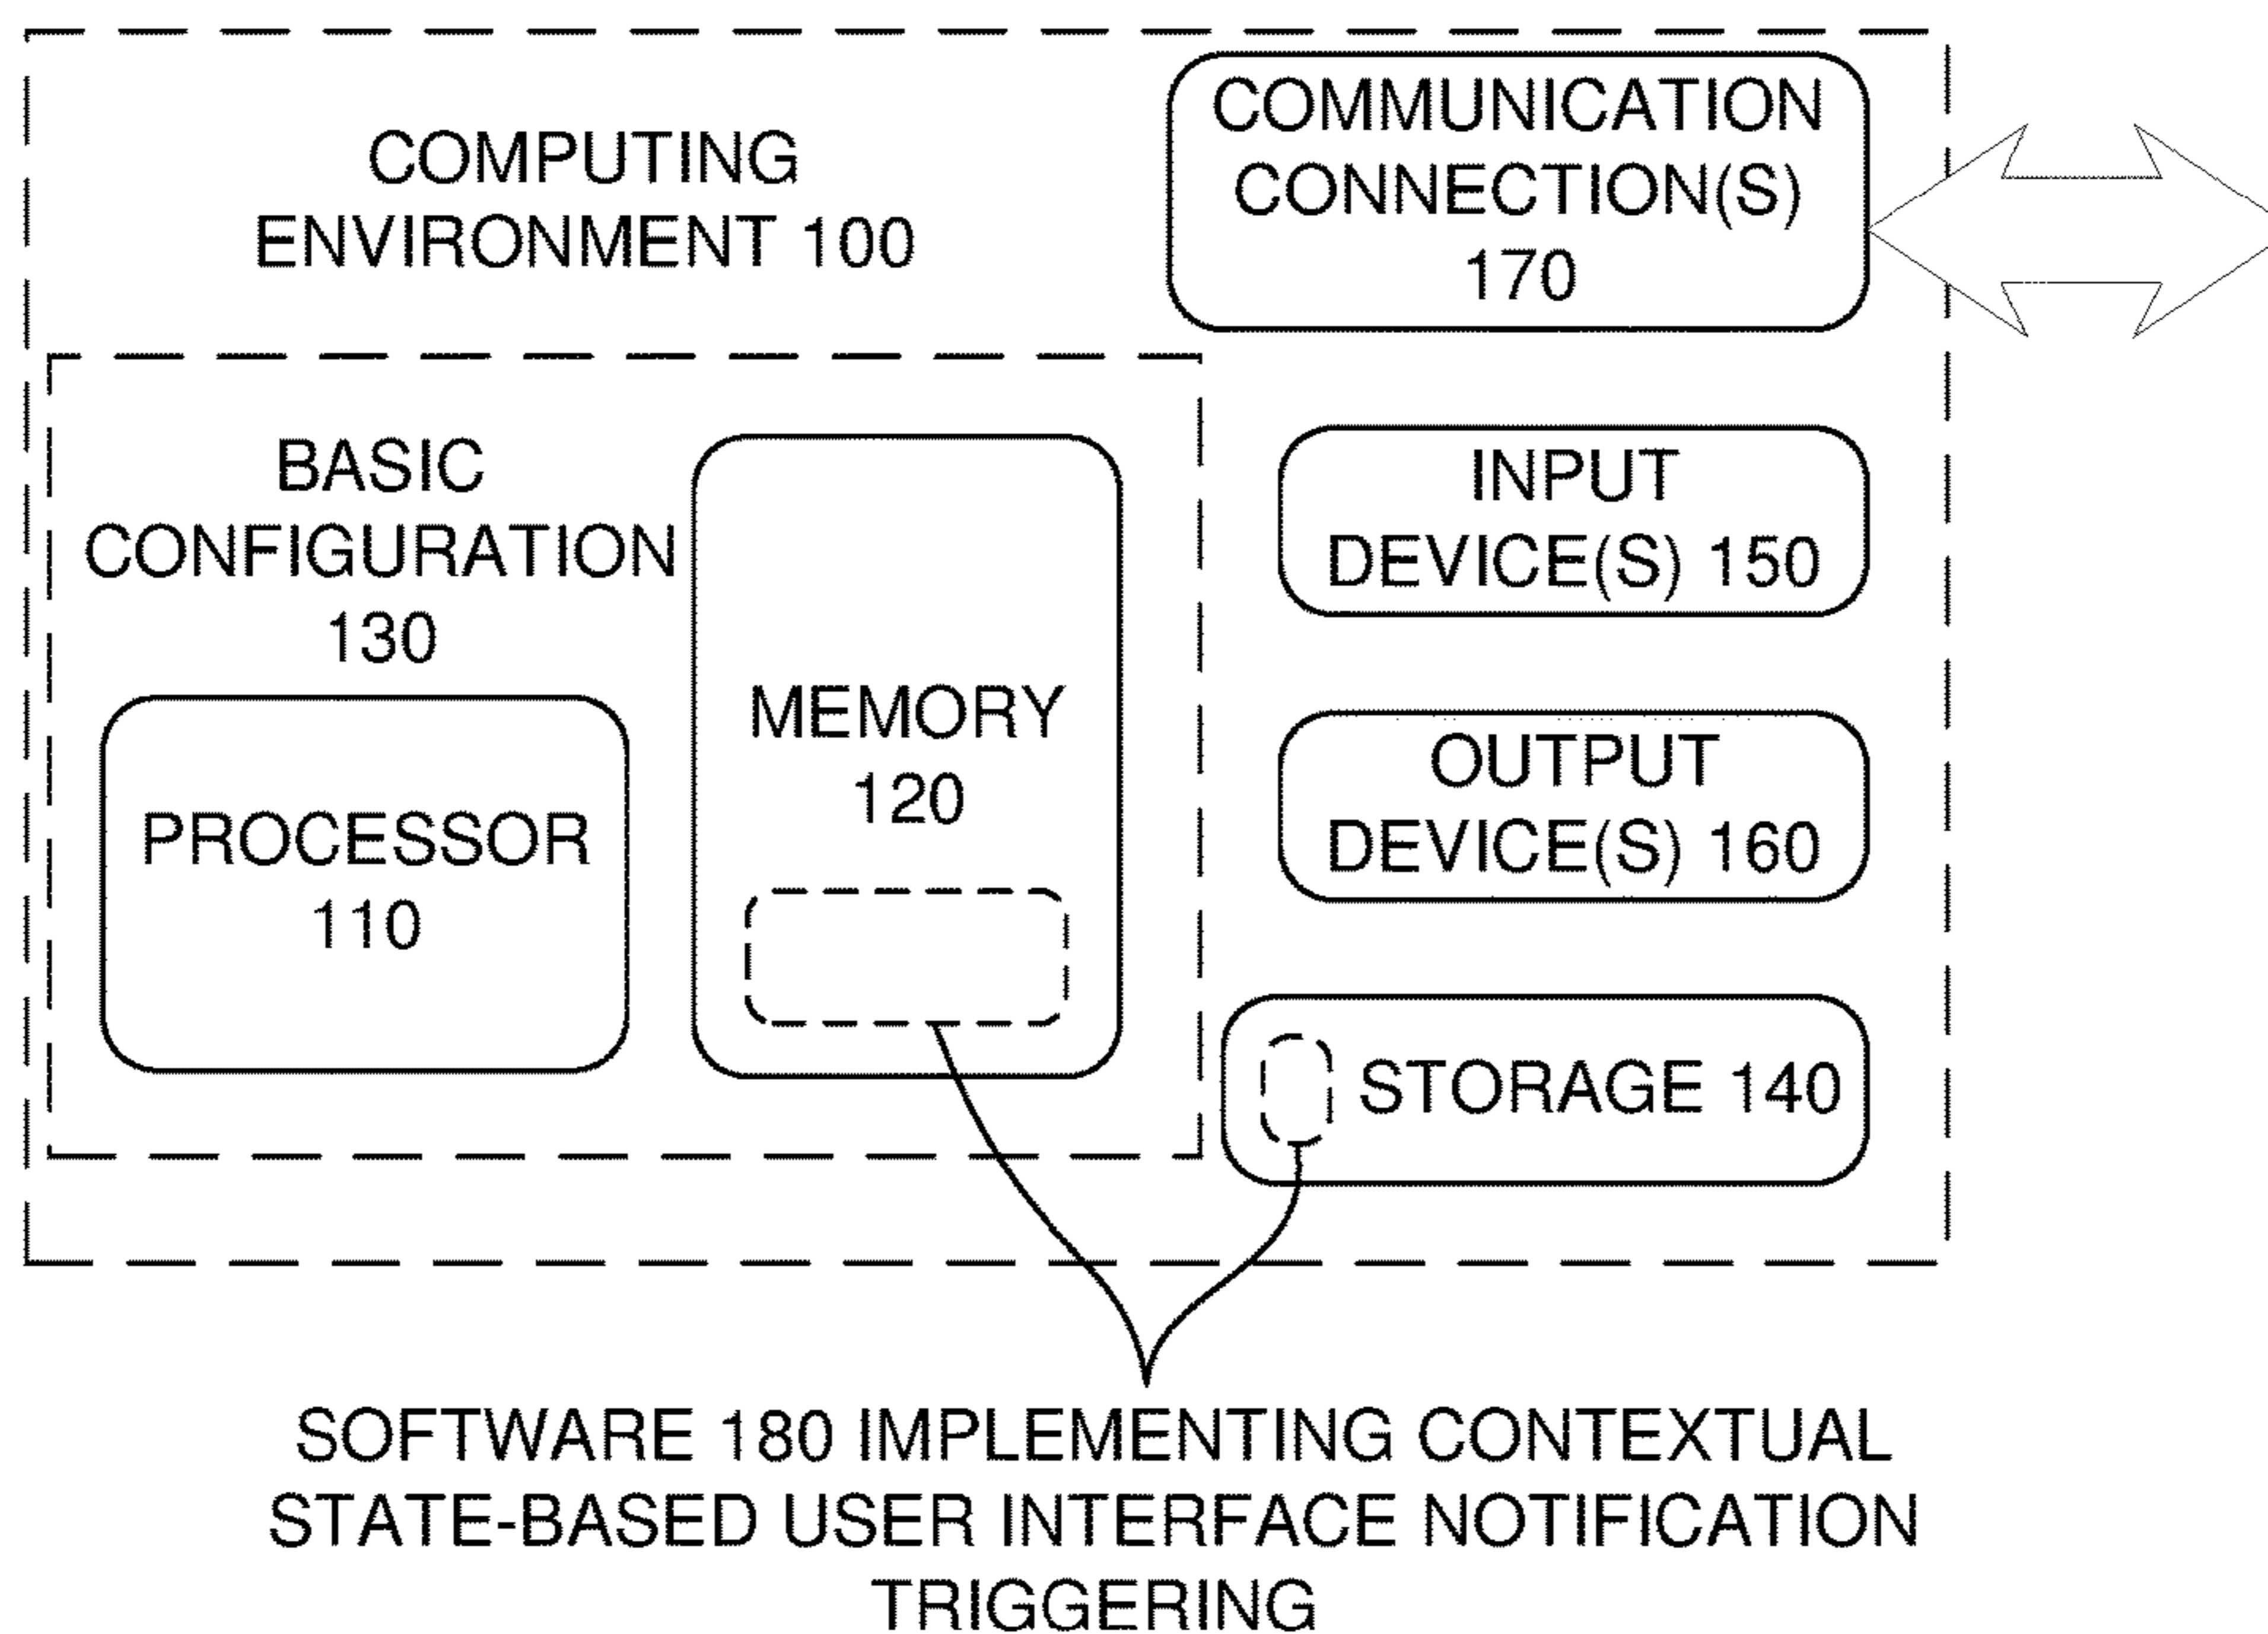 COMPUTING
ENVIRONMENT 100
COMMUNICATION
CONNECTION(S)
170
BASIC
CONFIGURATION
130
PROCESSOR
110
MEMORY
120
INPUT
DEVICE(S) 150
OUTPUT
DEVICE(S) 160
STORAGE 140
SOFTWARE 180 IMPLEMENTING CONTEXTUAL
STATE-BASED USER INTERFACE NOTIFICATION
TRIGGERING